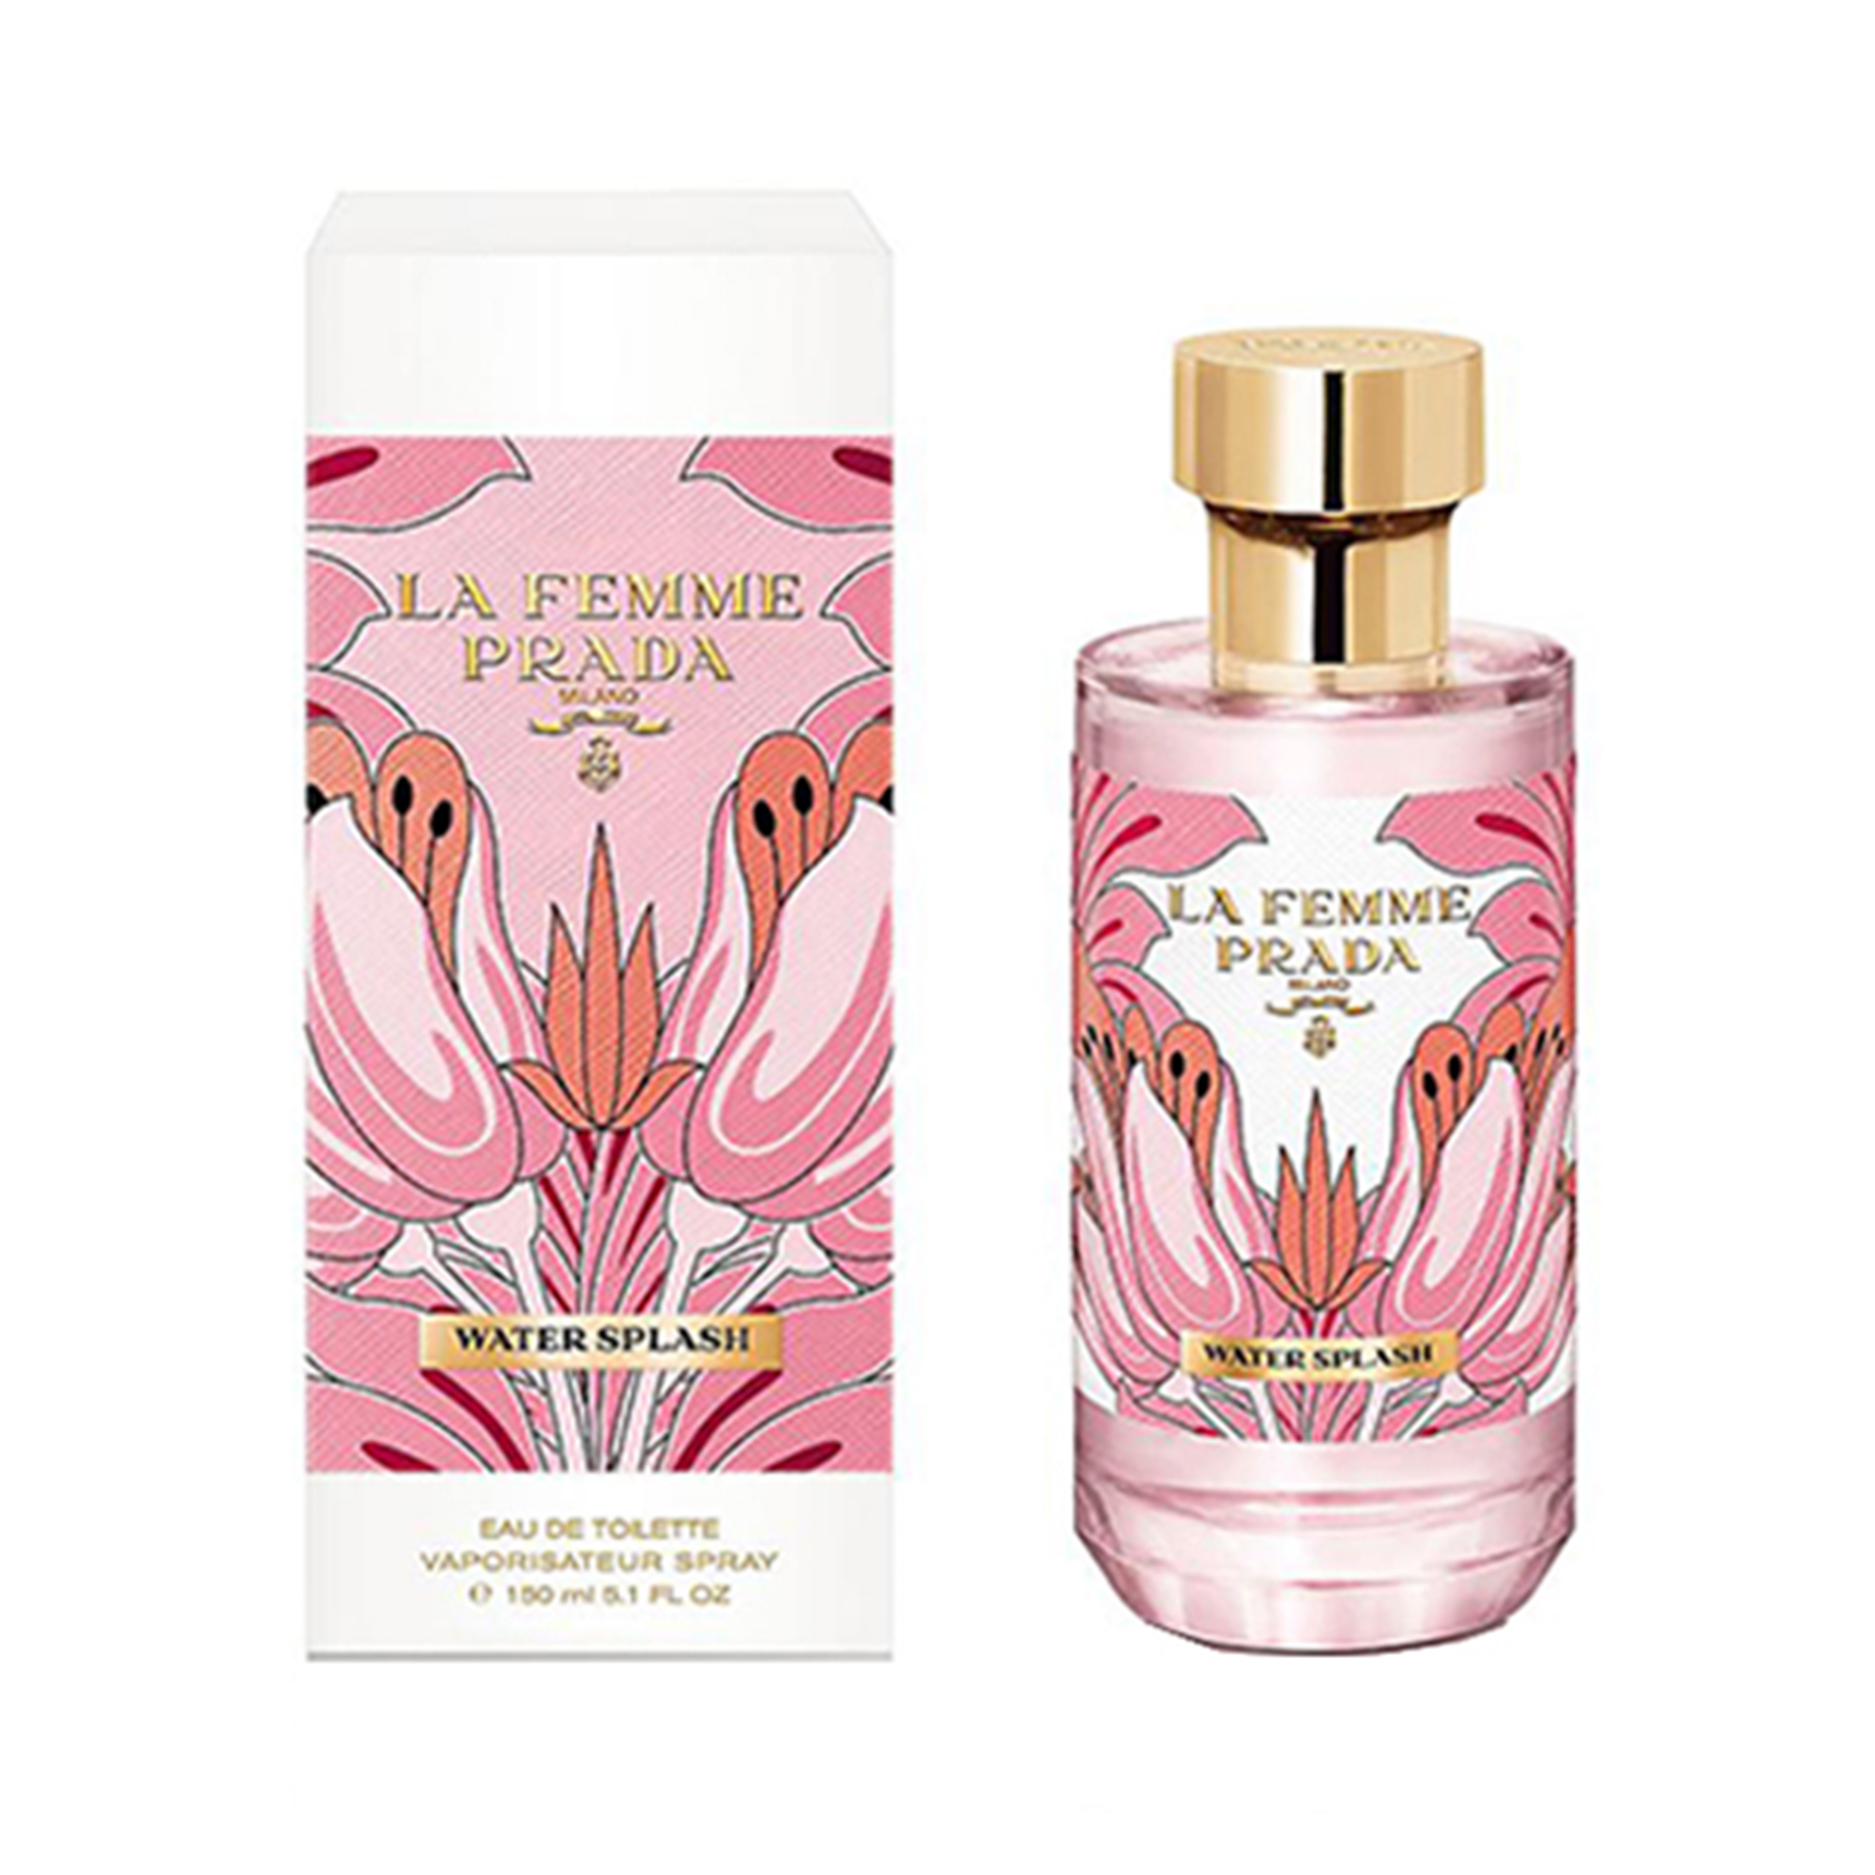 LA FEMME
PRADA
MILANO
WATER SPLASH
EAU DE TOILETTE
VAPORISATEUR SPRAY
℮ 150 ml 5.1 FL OZ
LA FEMME
PRADA
MILANO
WATER SPLASH